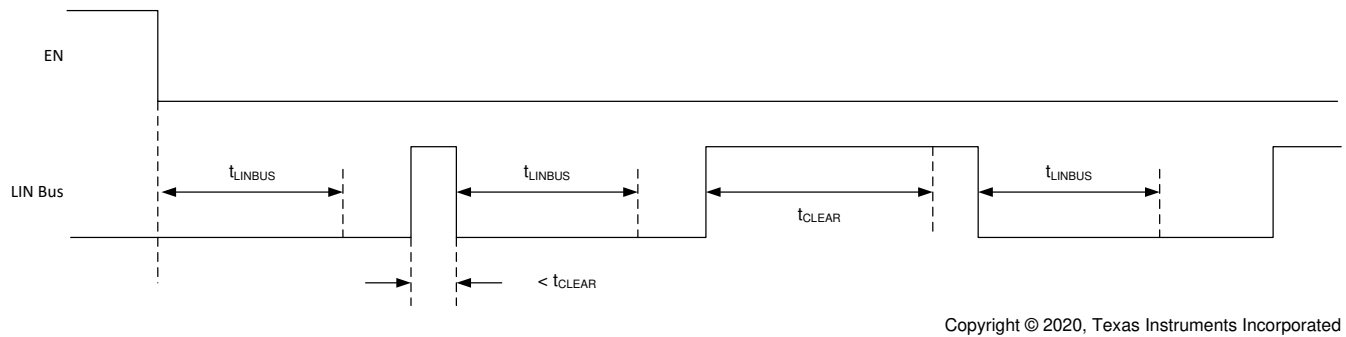 EN
LIN Bus
tLINBUS
tLINBUS
tCLEAR
tLINBUS
< tCLEAR
Copyright © 2020, Texas Instruments Incorporated